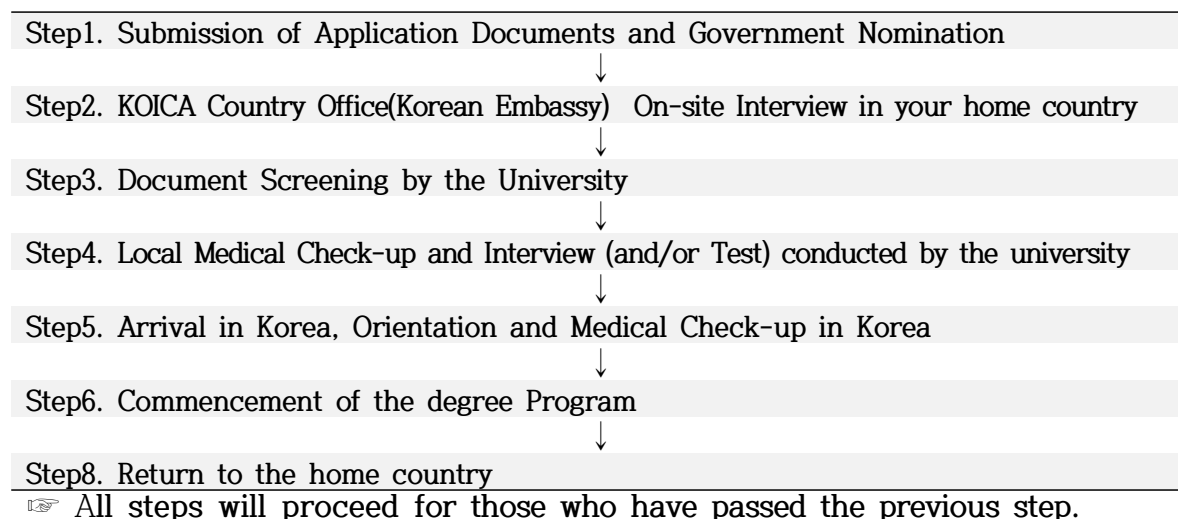 Step1. Submission of Application Documents and Government Nomination
↓
Step2. KOICA Country Office(Korean Embassy) On-site Interview in your home country
↓
Step3. Document Screening by the University
↓
Step4. Local Medical Check-up and Interview (and/or Test) conducted by the university
↓
Step5. Arrival in Korea, Orientation and Medical Check-up in Korea
↓
Step6. Commencement of the degree Program
↓
Step8. Return to the home country
☞ All steps will proceed for those who have passed the previous step.